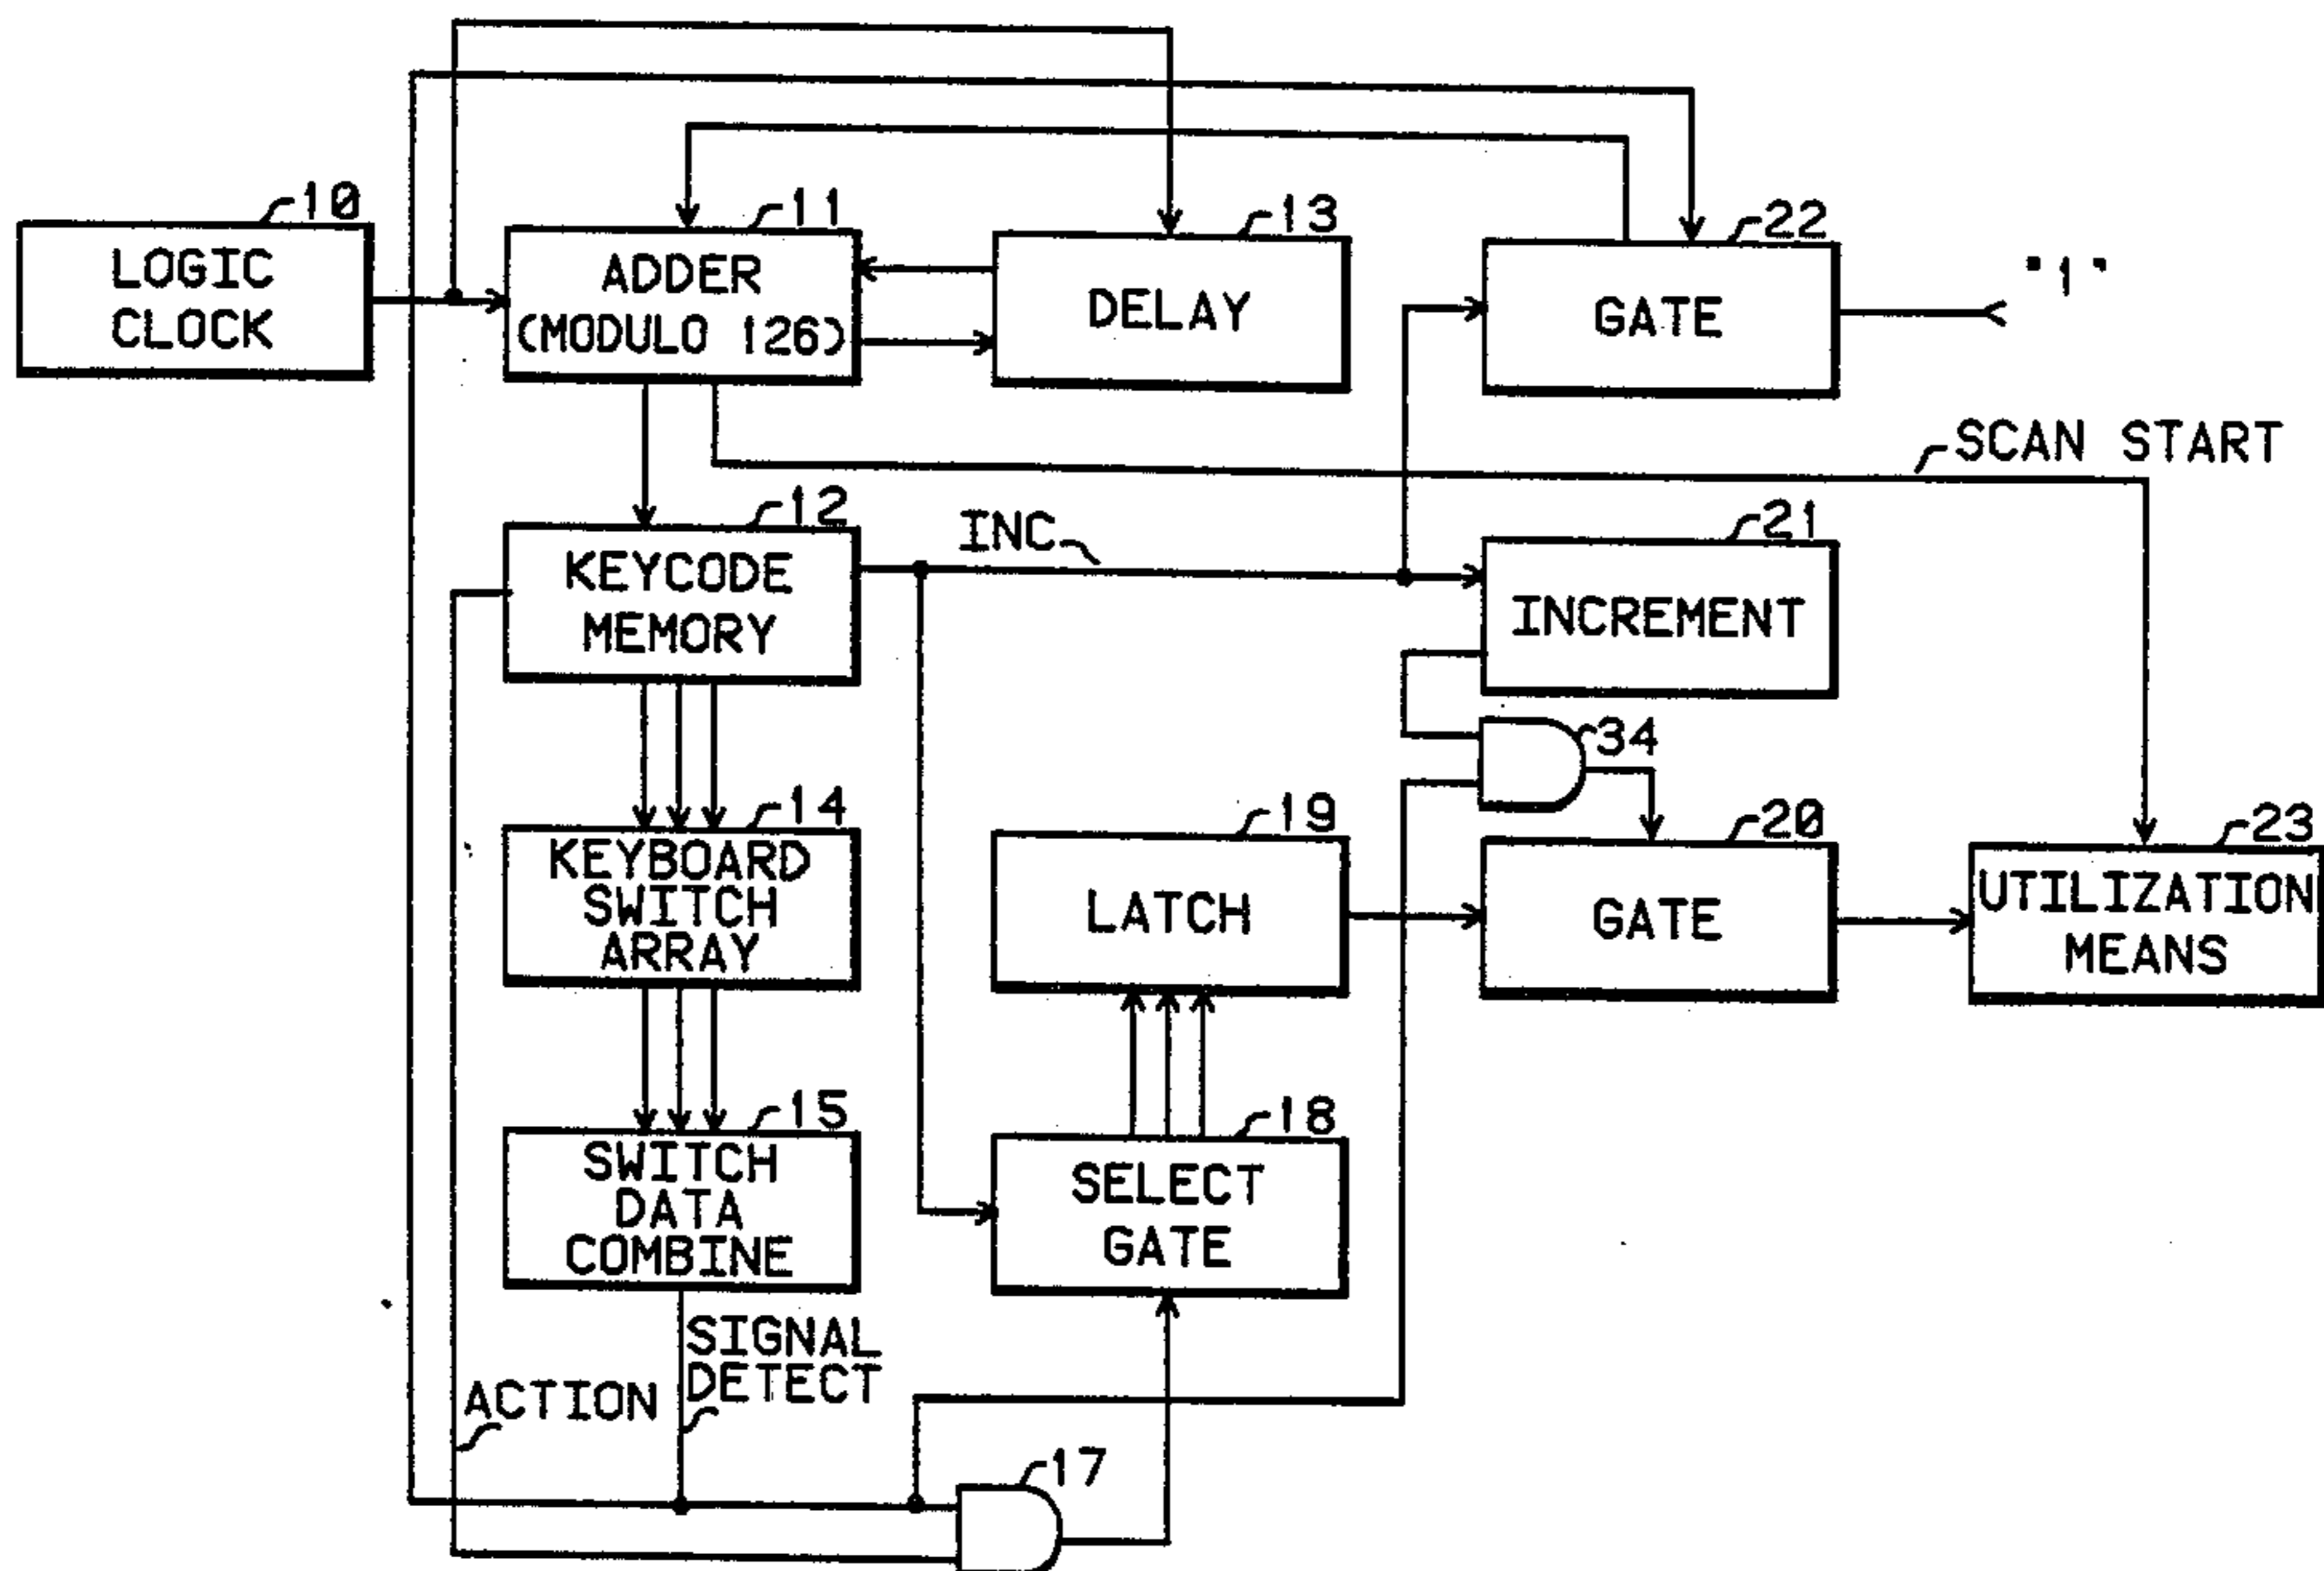 10
LOGIC
CLOCK
11
ADDER
(MODULO 126)
13
DELAY
22
GATE
"1"
SCAN START
12
KEYCODE
MEMORY
INC
21
INCREMENT
34
14
KEYBOARD
SWITCH
ARRAY
19
LATCH
20
GATE
23
UTILIZATION
MEANS
15
SWITCH
DATA
COMBINE
18
SELECT
GATE
SIGNAL
DETECT
ACTION
17